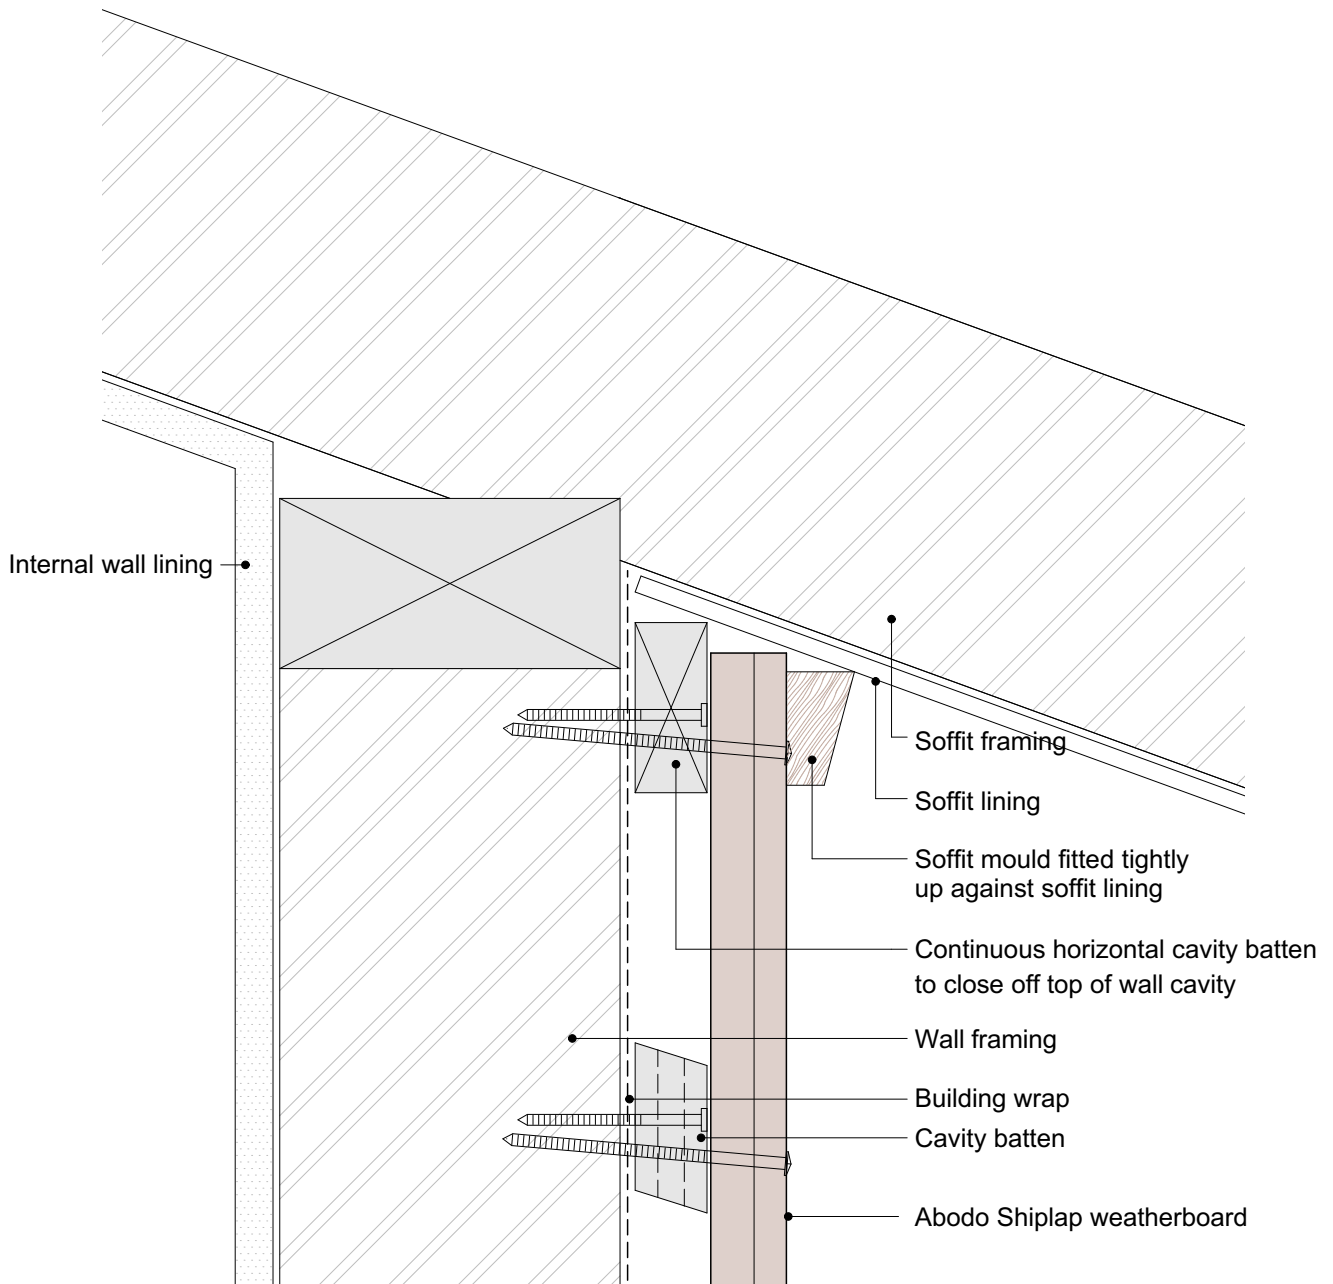 Internal wall lining
Soffit framing
Soffit lining
Soffit mould fitted tightly
up against soffit lining
Continuous horizontal cavity batten
to close off top of wall cavity
Wall framing
Building wrap
Cavity batten
Abodo Shiplap weatherboard